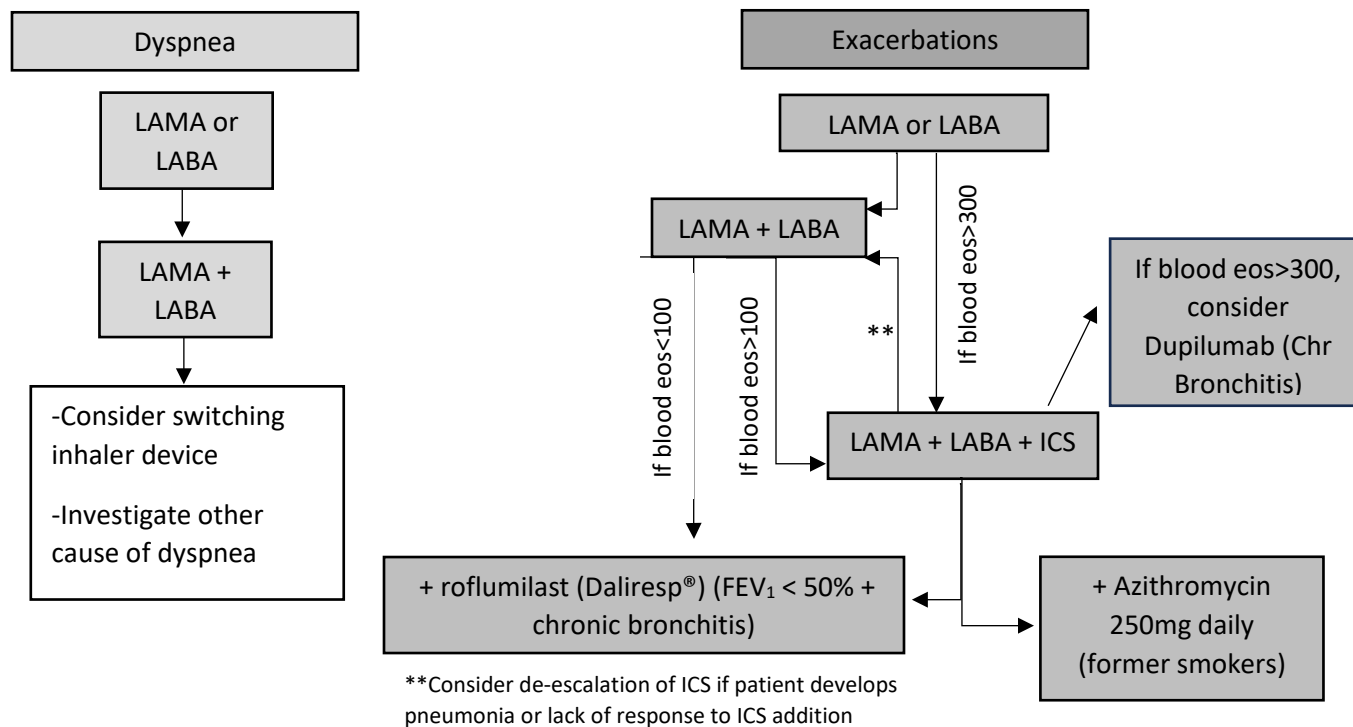 Dyspnea
LAMA or
LABA
LAMA +
LABA
-Consider switching
inhaler device
-Investigate other
cause of dyspnea
Exacerbations
LAMA or LABA
LAMA + LABA
If blood eos>300
If blood eos<100
If blood eos>100
**
LAMA + LABA + ICS
If blood eos>300,
consider
Dupilumab (Chr
Bronchitis)
+ roflumilast (Daliresp®) (FEV₁ < 50% +
chronic bronchitis)
+ Azithromycin
250mg daily
(former smokers)
**Consider de-escalation of ICS if patient develops
pneumonia or lack of response to ICS addition